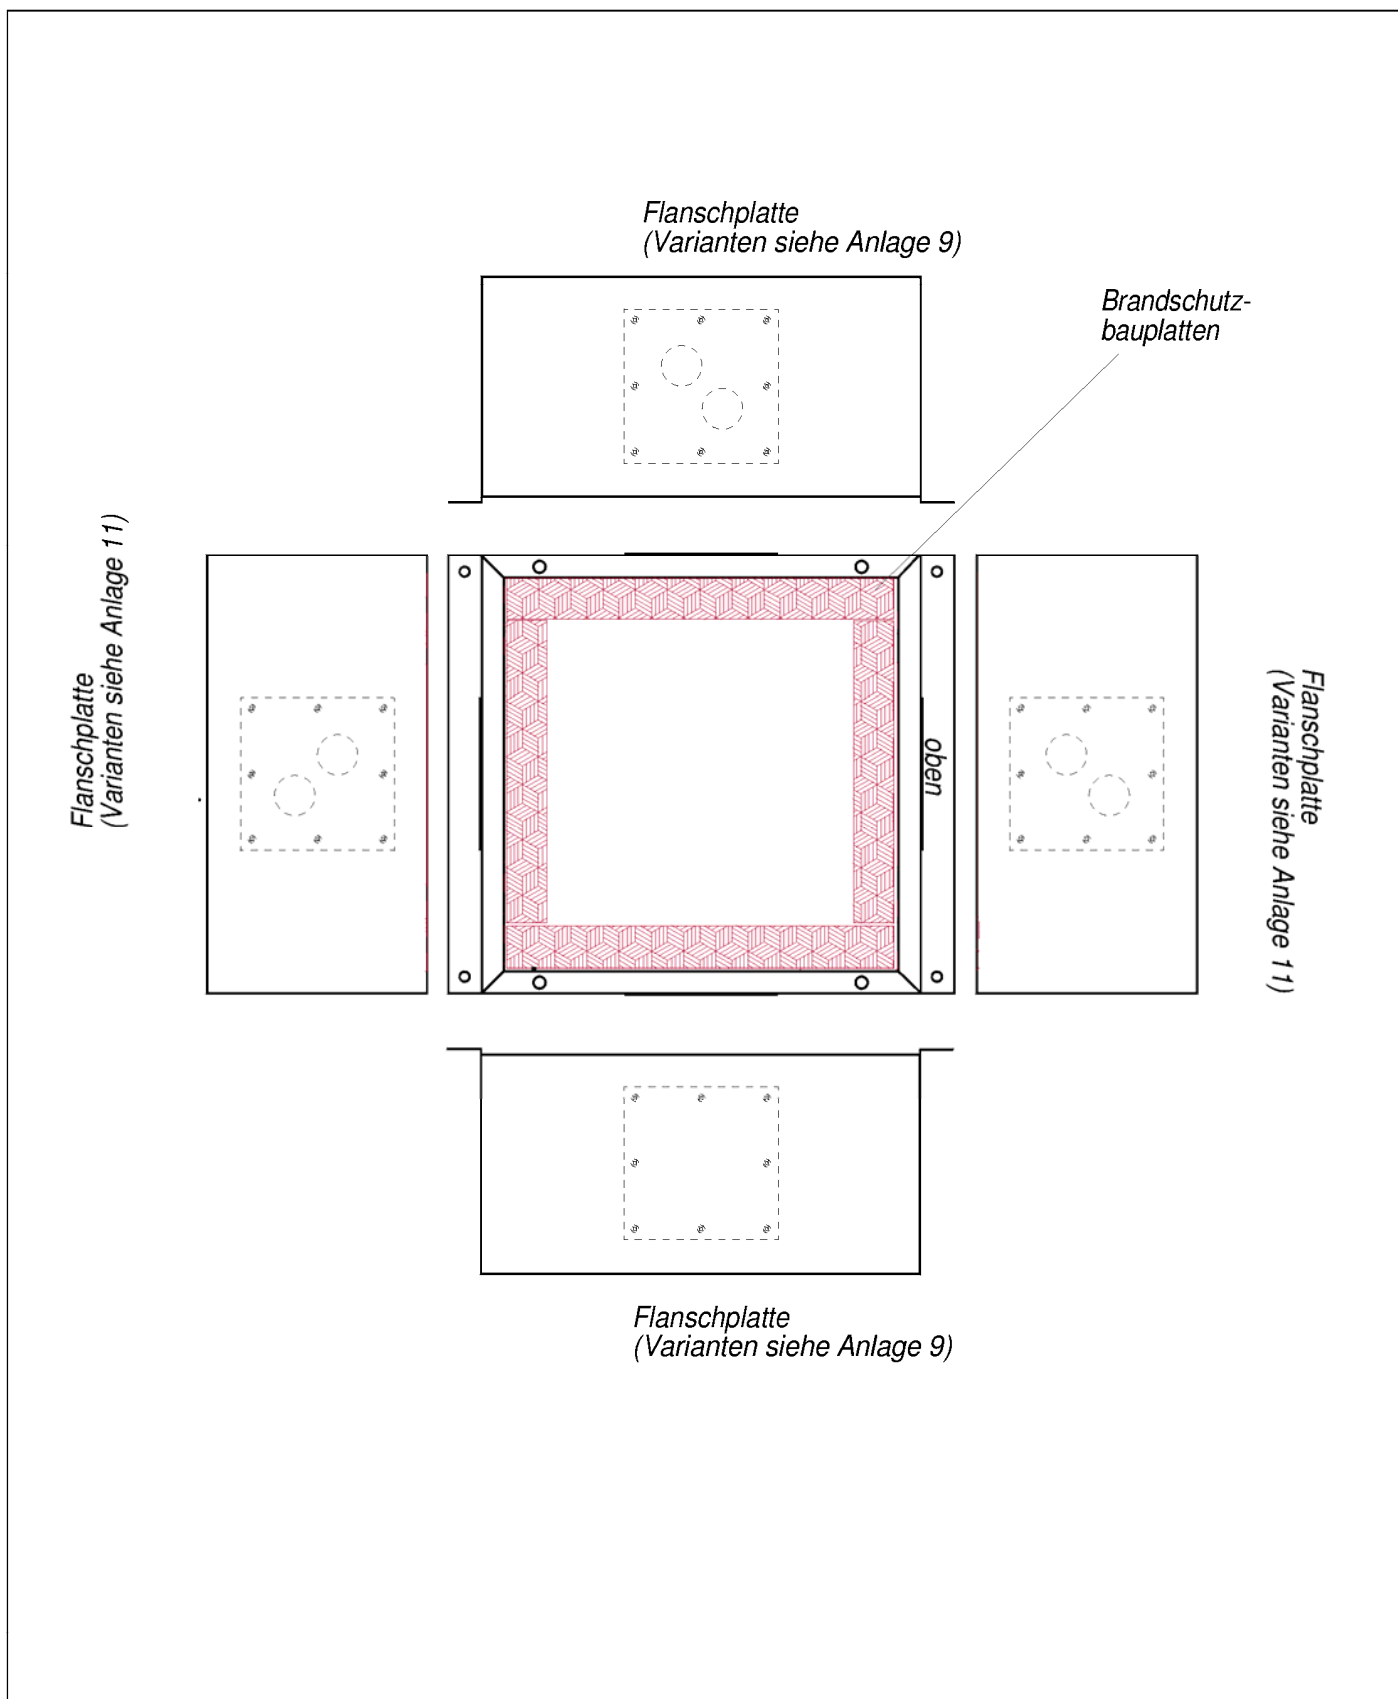 Flanschplatte
(Varianten siehe Anlage 9)
Brandschutz-
bauplatten
Flanschplatte
(Varianten siehe Anlage 11)
oben
Flanschplatte
(Varianten siehe Anlage 11)
Flanschplatte
(Varianten siehe Anlage 9)